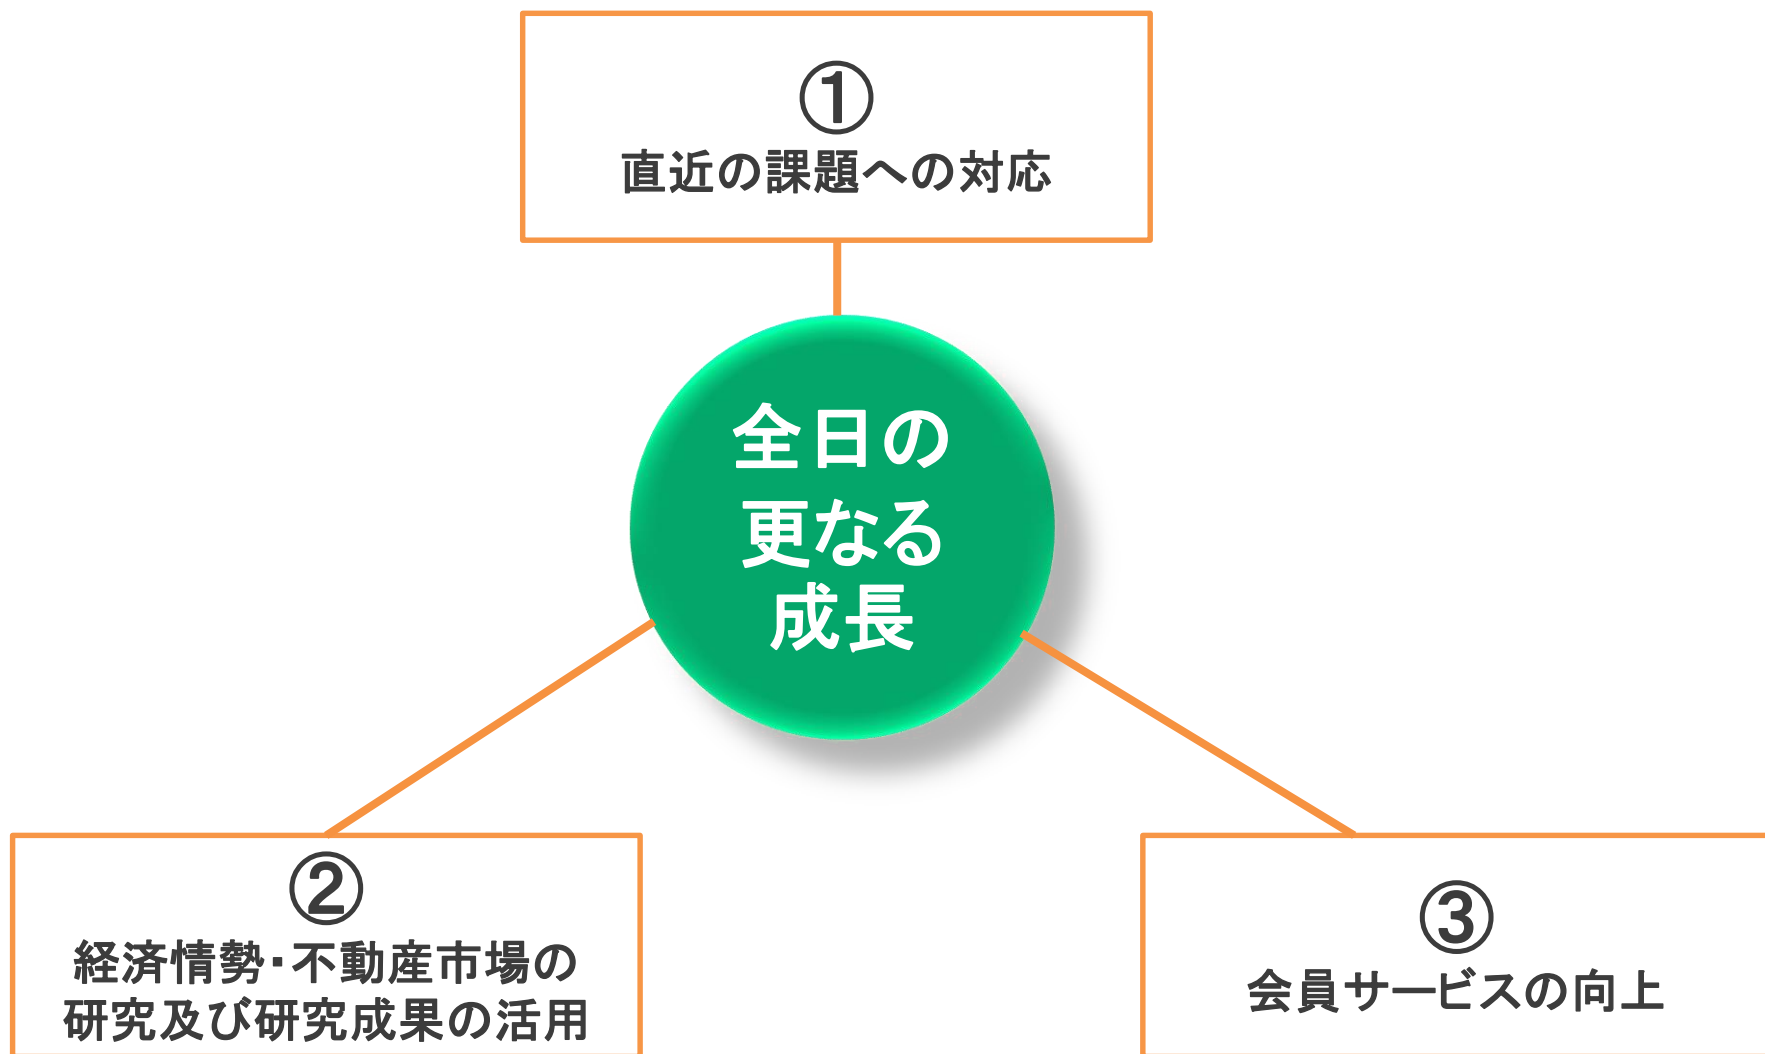 ①
直近の課題への対応
全日の
更なる
成長
②
経済情勢・不動産市場の
研究及び研究成果の活用
③
会員サービスの向上